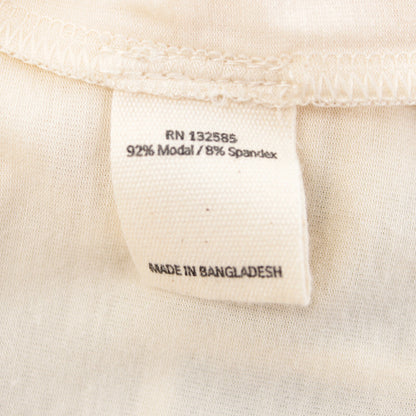 RN 132585
92% Modal / 8% Spandex
MADE IN BANGLADESH